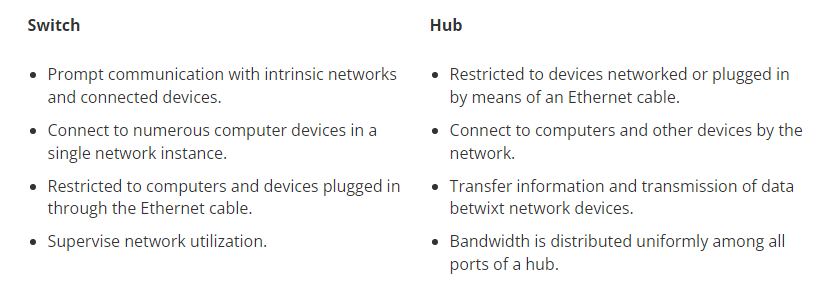 Switch
• Prompt communication with intrinsic networks
and connected devices.
• Connect to numerous computer devices in a
single network instance.
• Restricted to computers and devices plugged in
through the Ethernet cable.
• Supervise network utilization.
Hub
• Restricted to devices networked or plugged in
by means of an Ethernet cable.
• Connect to computers and other devices by the
network.
• Transfer information and transmission of data
betwixt network devices.
• Bandwidth is distributed uniformly among all
ports of a hub.